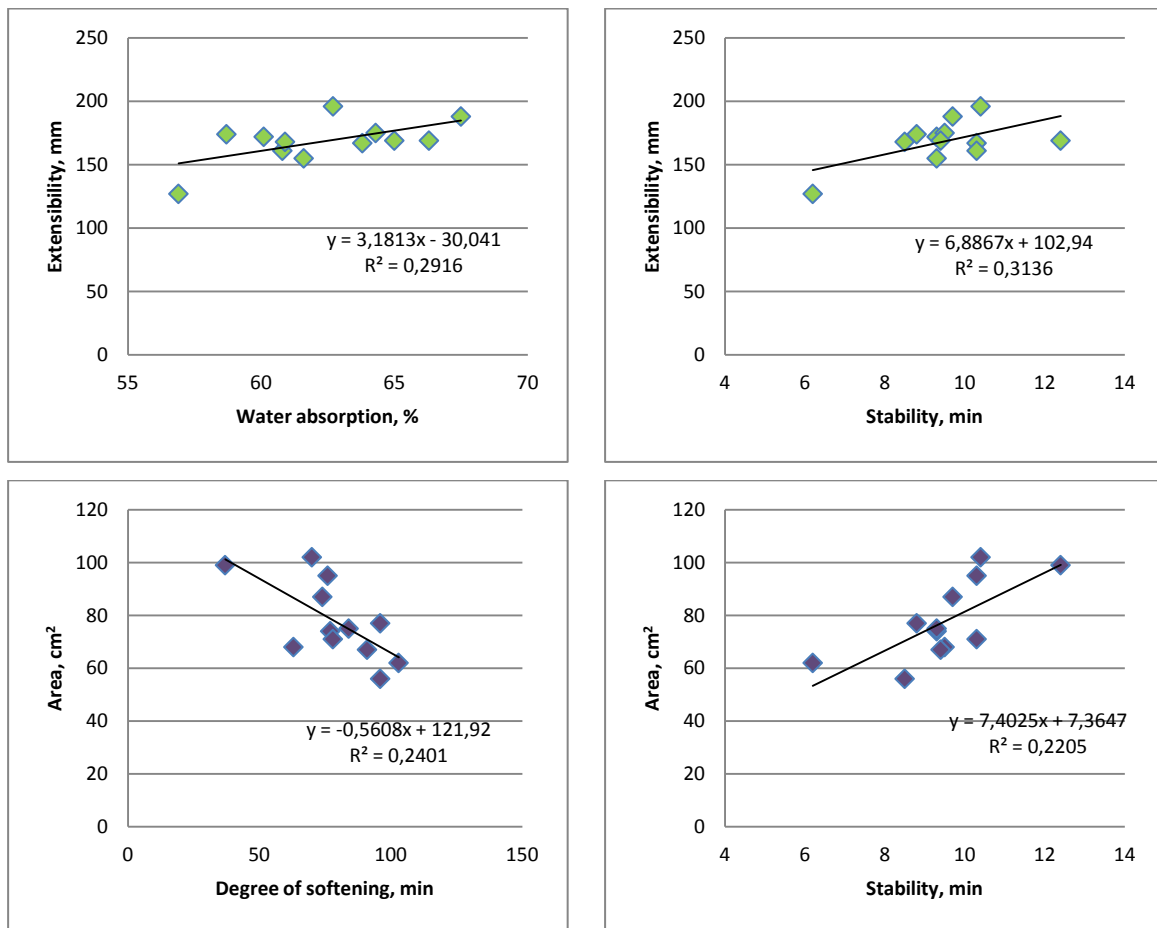 250
200
150
100
50
0
Extensibility, mm
y = 3,1813x - 30,041
R² = 0,2916
55 60 65 70
Water absorption, %
250
200
150
100
50
0
Extensibility, mm
y = 6,8867x + 102,94
R² = 0,3136
4 6 8 10 12 14
Stability, min
120
100
80
60
40
20
0
Area, cm²
y = -0,5608x + 121,92
R² = 0,2401
0 50 100 150
Degree of softening, min
120
100
80
60
40
20
0
Area, cm²
y = 7,4025x + 7,3647
R² = 0,2205
4 6 8 10 12 14
Stability, min